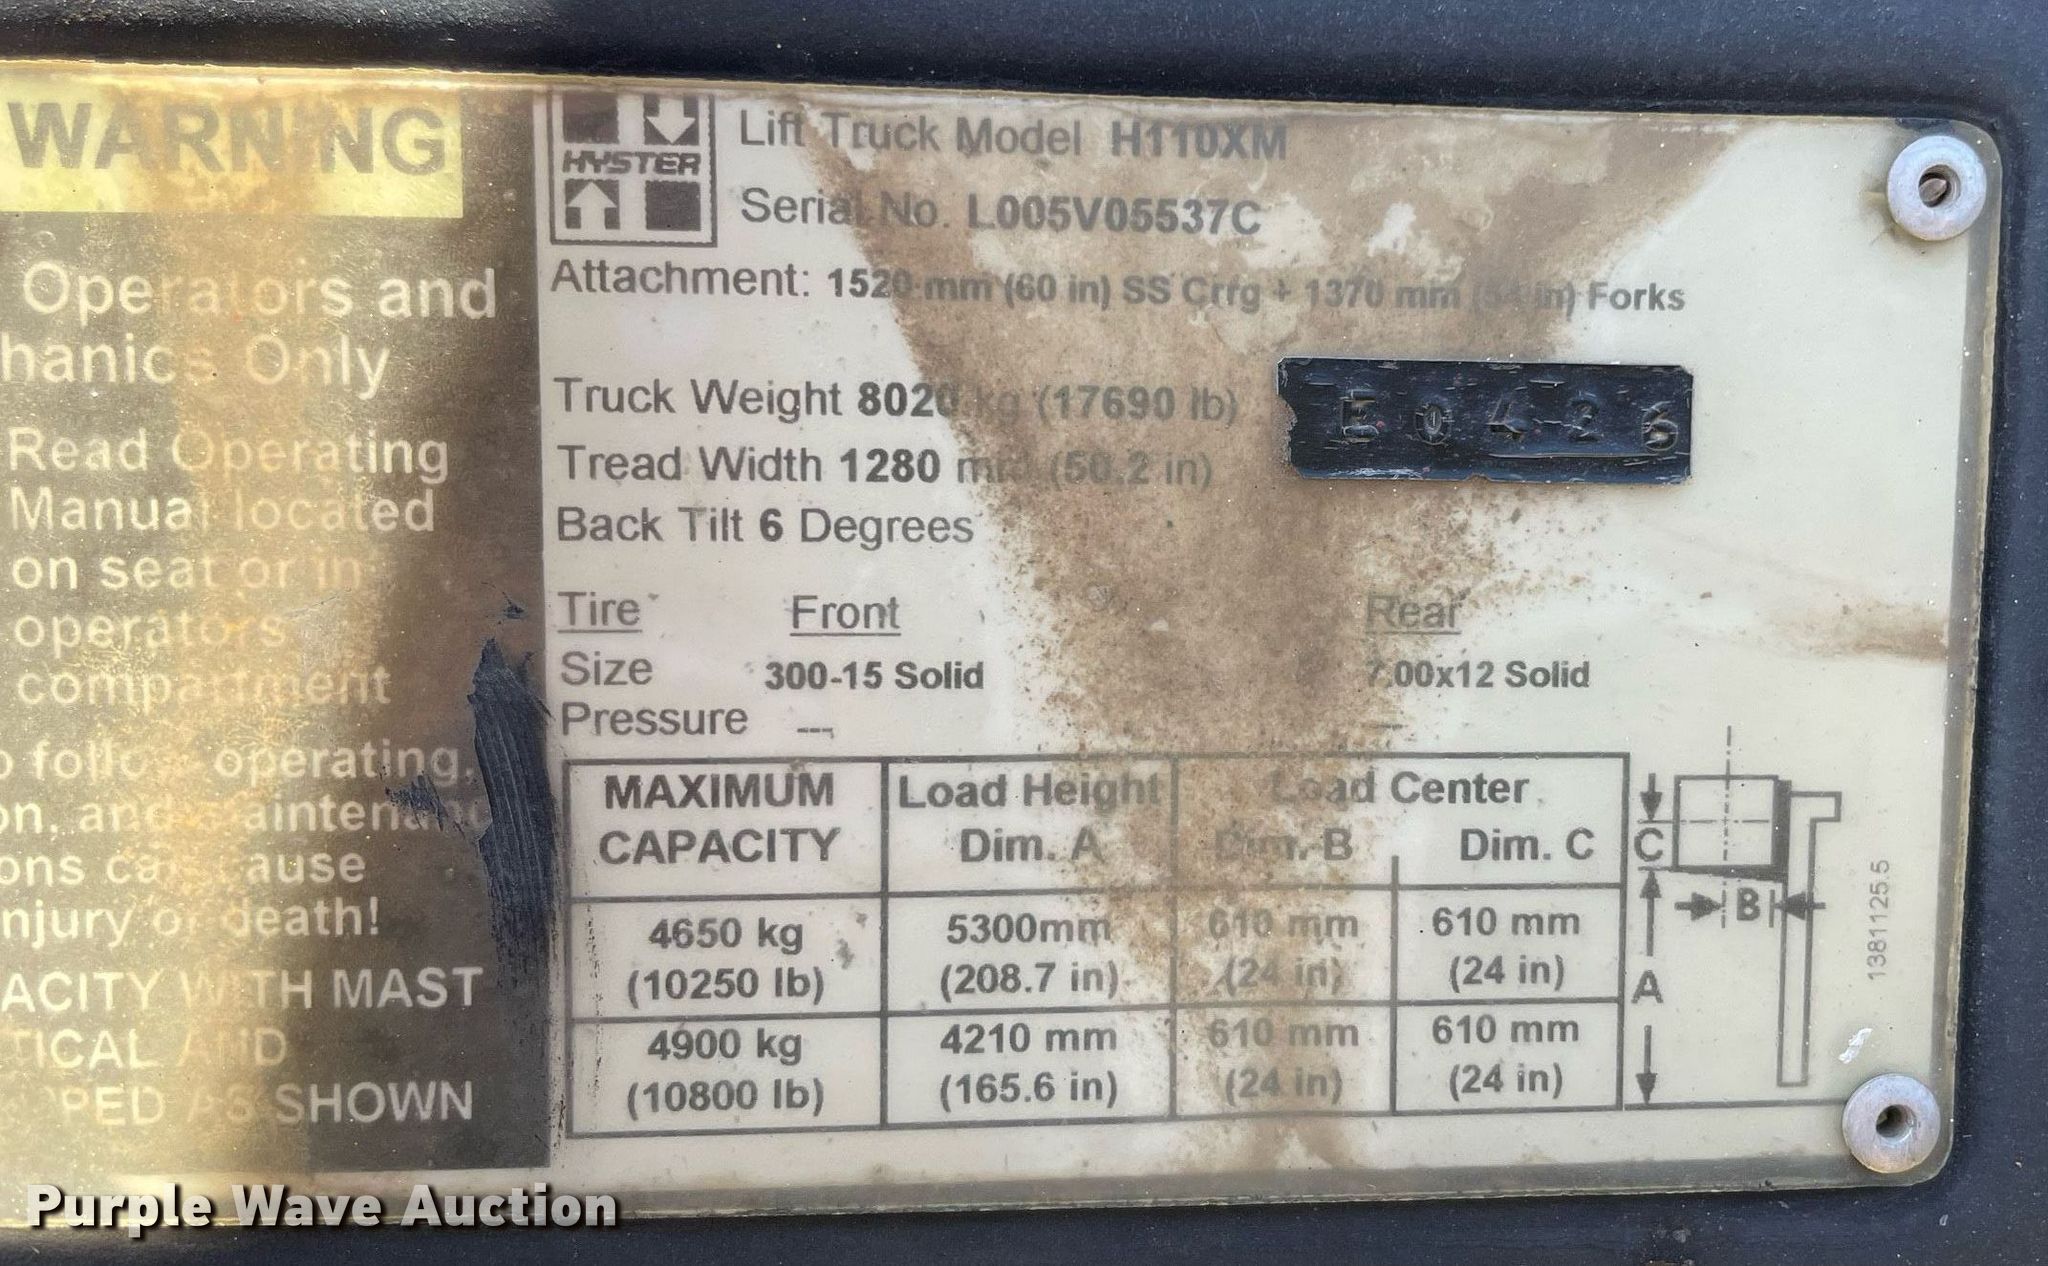 WARNING
Operators and
hanics Only
Read Operating
Manual located
on seat or in
operators
compartment
o follow operating,
on, and maintenanc
ons can cause
njury or death!
ACITY WITH MAST
TICAL AND
PPED AS SHOWN
HYSTER
Lift Truck Model H110XM
Serial No. L005V05537C
Attachment: 1520 mm (60 in) SS Crrg + 1370 mm (54 in) Forks
Truck Weight 8020 kg (17690 lb)
E0426
Tread Width 1280 mm (50.2 in)
Back Tilt 6 Degrees
Tire Front Rear
Size 300-15 Solid 7.00x12 Solid
Pressure --- ---
MAXIMUM Load Height Load Center
CAPACITY Dim. A Dim. B Dim. C
4650 kg 5300mm 610 mm 610 mm
(10250 lb) (208.7 in) (24 in) (24 in)
4900 kg 4210 mm 610 mm 610 mm
(10800 lb) (165.6 in) (24 in) (24 in)
C
B
A
1381125.5
Purple Wave Auction